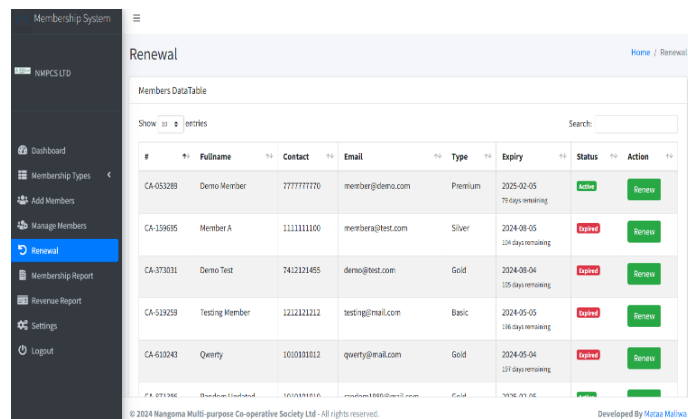 Membership System
NMPCS LTD
Dashboard
Membership Types
Add Members
Manage Members
Renewal
Membership Report
Revenue Report
Settings
Logout
Renewal
Home / Renewal
Members DataTable
Show 10 entries
Search:
# Fullname Contact Email Type Expiry Status Action
CA-053289 Demo Member 7777777770 member@demo.com Premium 2025-02-05 Active Renew
79 days remaining
CA-159695 Member A 1111111100 membera@test.com Silver 2024-08-05 Expired Renew
104 days remaining
CA-373031 Demo Test 7412121455 demo@test.com Gold 2024-08-04 Expired Renew
105 days remaining
CA-519259 Testing Member 1212121212 testing@mail.com Basic 2024-05-05 Expired Renew
196 days remaining
CA-610243 Qwerty 1010101012 qwerty@mail.com Gold 2024-05-04 Expired Renew
197 days remaining
Random Updated Gold
© 2024 Nangoma Multi-purpose Co-operative Society Ltd - All rights reserved.
Developed By Mataa Maliwa